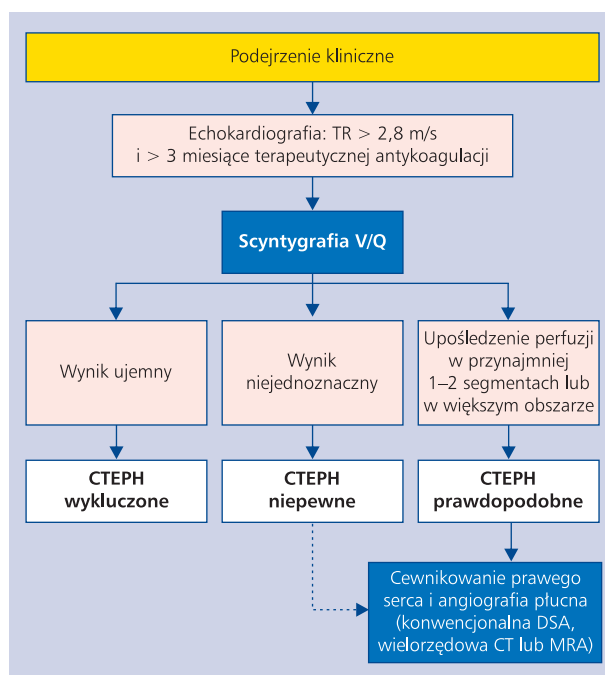 Podejrzenie kliniczne
Echokardiografia: TR > 2,8 m/s
i > 3 miesiące terapeutycznej antykoagulacji
Scyntygrafia V/Q
Wynik ujemny
Wynik
niejednoznaczny
Upośledzenie perfuzji
w przynajmniej
1–2 segmentach lub
w większym obszarze
CTEPH
wykluczone
CTEPH
niepewne
CTEPH
prawdopodobne
Cewnikowanie prawego
serca i angiografia płucna
(konwencjonalna DSA,
wielorzędowa CT lub MRA)